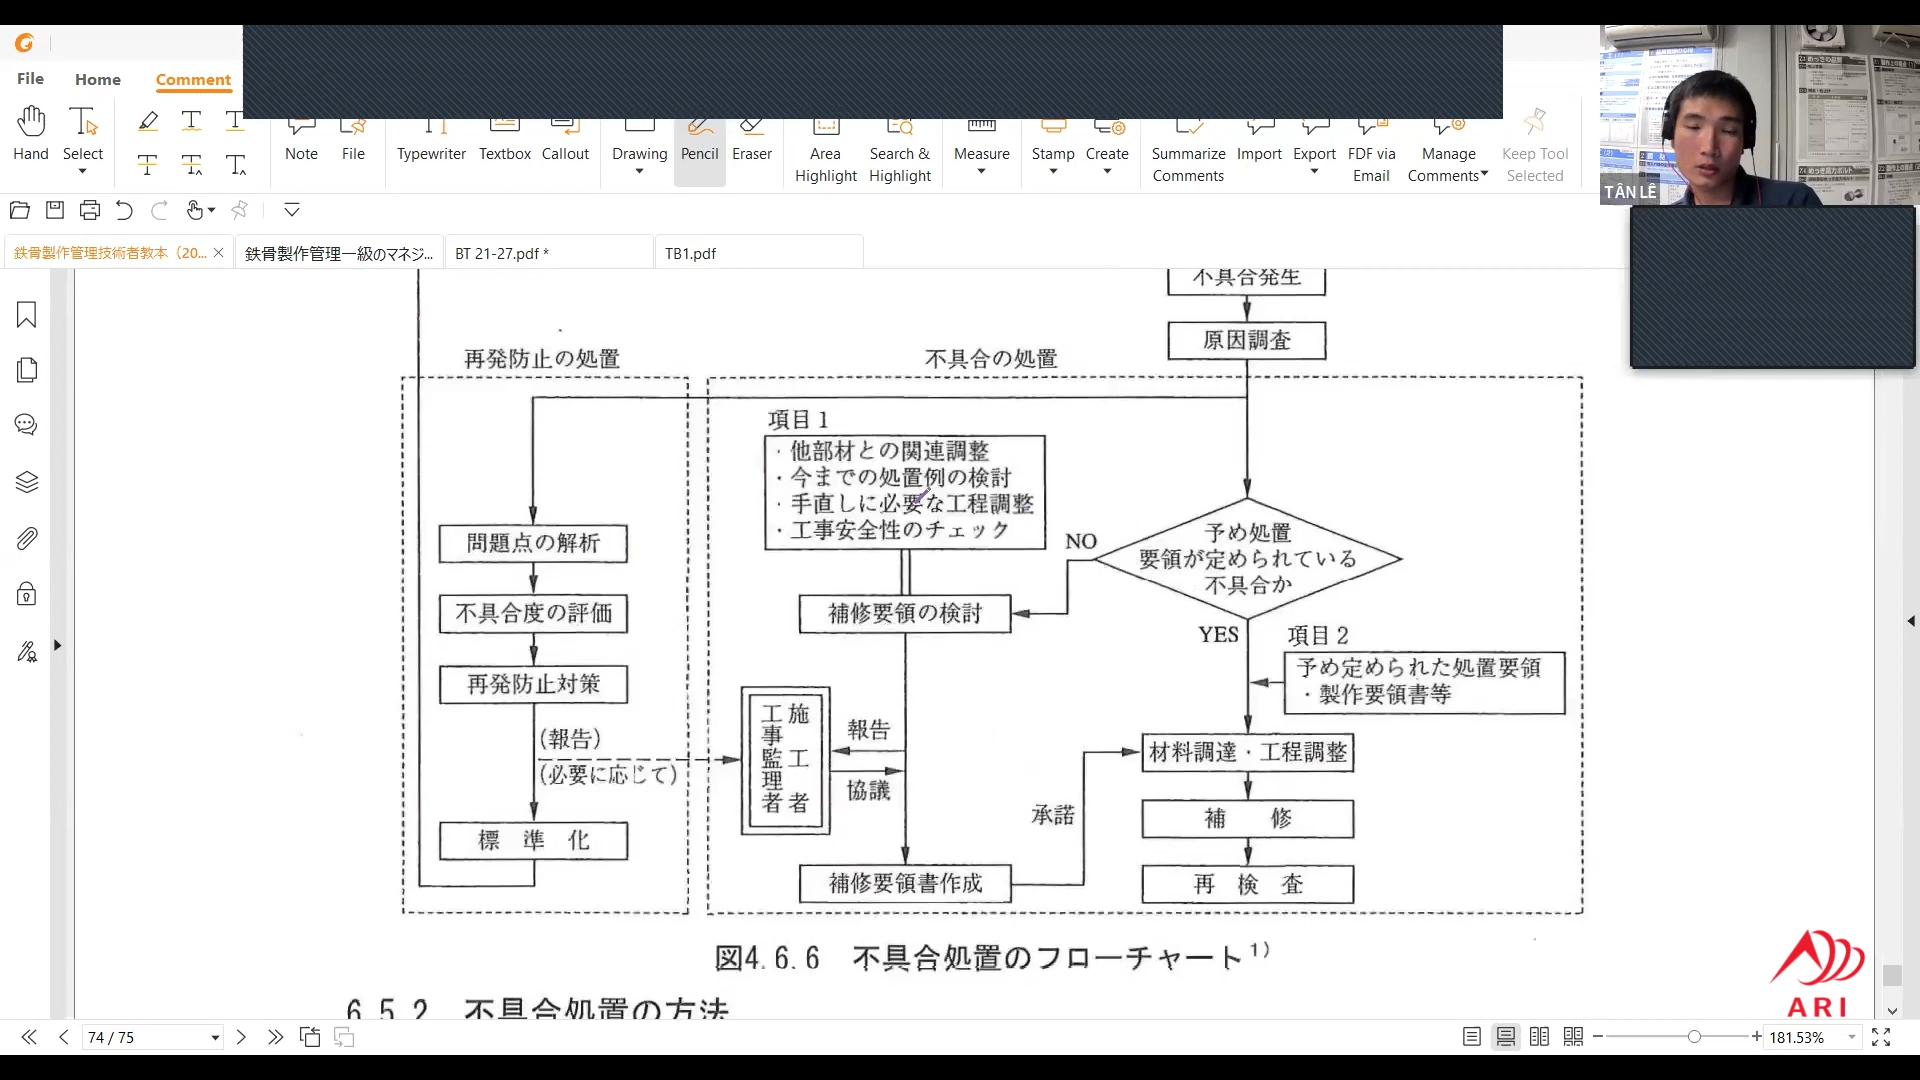 File
Home
Comment
Hand
Select
Note
File
Typewriter
Textbox
Callout
Drawing
Pencil
Eraser
Area
Highlight
Search &
Highlight
Measure
Stamp
Create
Summarize
Comments
Import
Export
FDF via
Email
Manage
Comments
Keep Tool
Selected
TÂN LÊ
鉄骨製作管理技術者教本（20...
鉄骨製作管理一級のマネジ...
BT 21-27.pdf *
TB1.pdf
不具合発生
原因調査
再発防止の処置
不具合の処置
項目1
・他部材との関連調整
・今までの処置例の検討
・手直しに必要な工程調整
・工事安全性のチェック
NO
予め処置
要領が定められている
不具合か
問題点の解析
不具合度の評価
再発防止対策
補修要領の検討
YES
項目2
予め定められた処置要領
・製作要領書等
(報告)
(必要に応じて)
施工者
工事監理者
報告
協議
材料調達・工程調整
承諾
補 修
標 準 化
補修要領書作成
再 検 査
図4.6.6 不具合処置のフローチャート1)
6.5.2 不具合処置の方法
ARI
74 / 75
181.53%